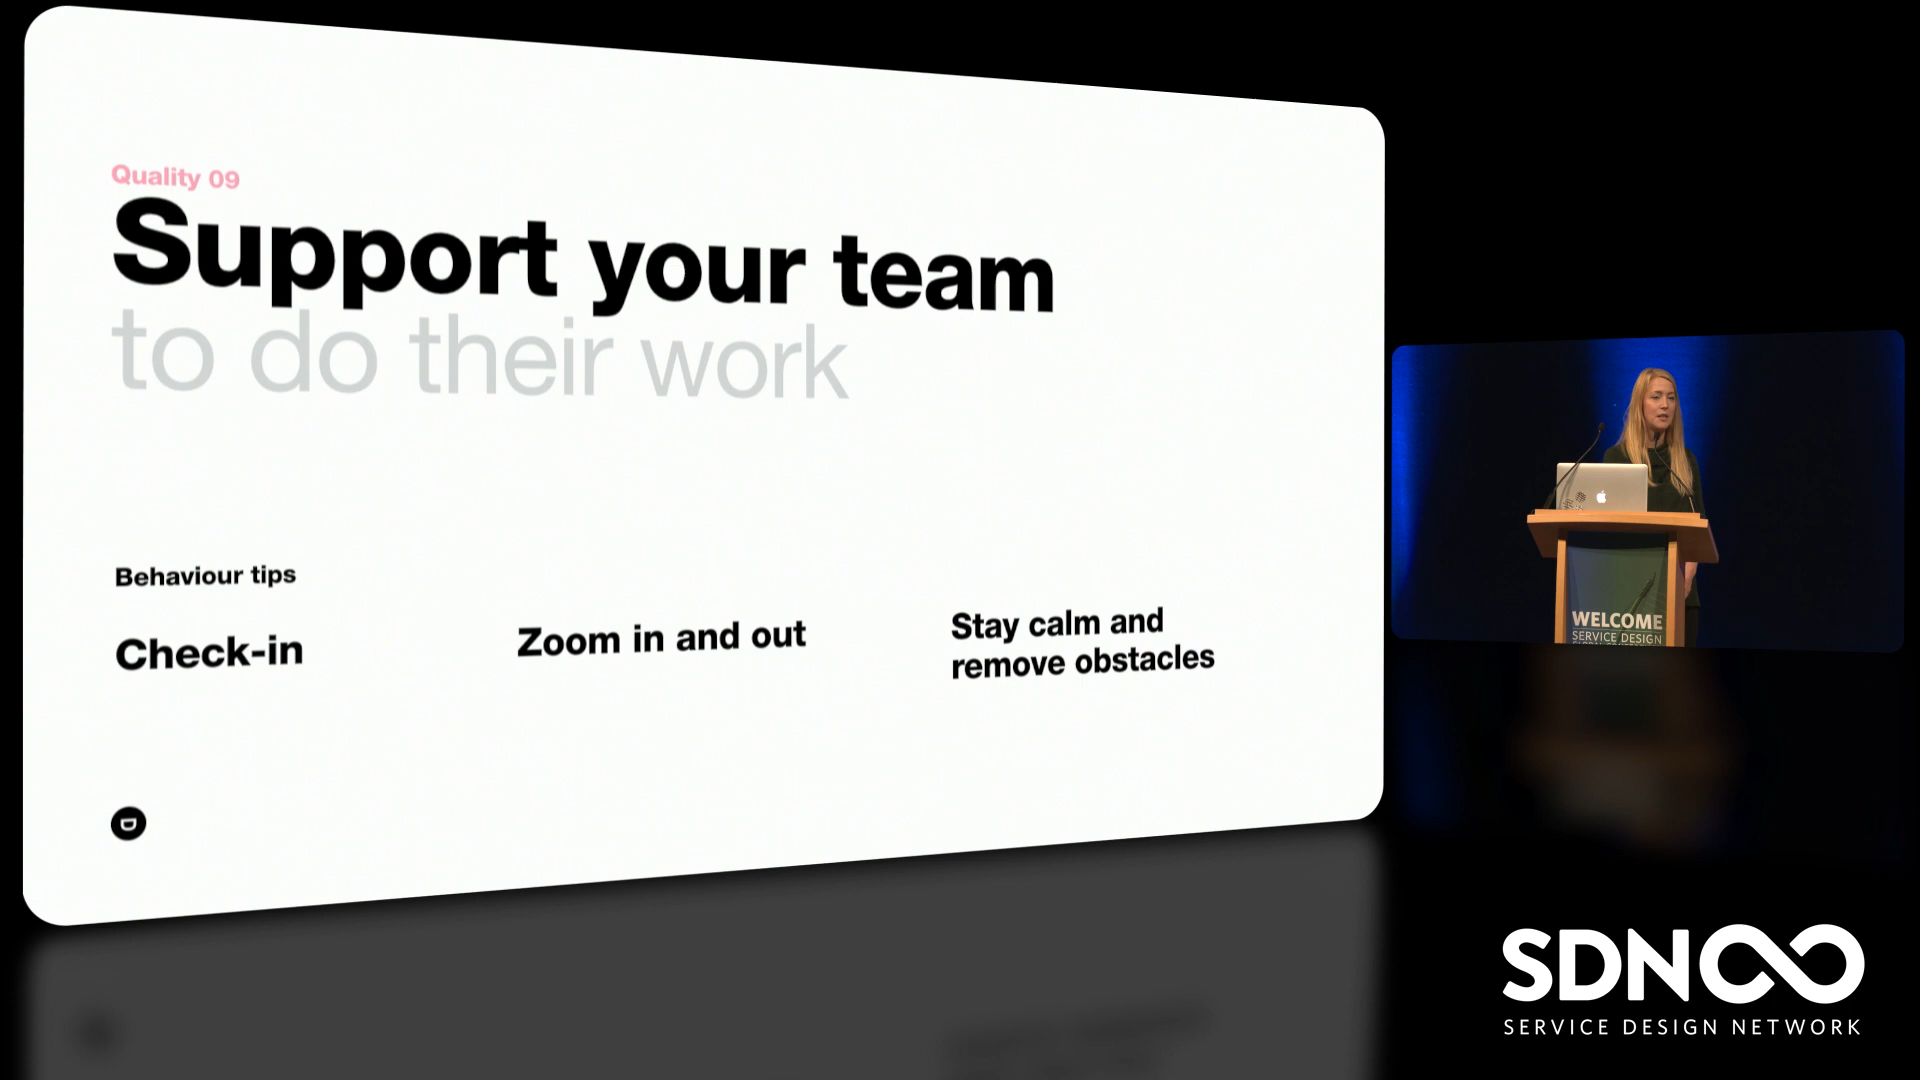 Quality 09
Support your team
to do their work
Behaviour tips
Check-in
Zoom in and out
Stay calm and
remove obstacles
D
WELCOME
SERVICE DESIGN
SDN
SERVICE DESIGN NETWORK